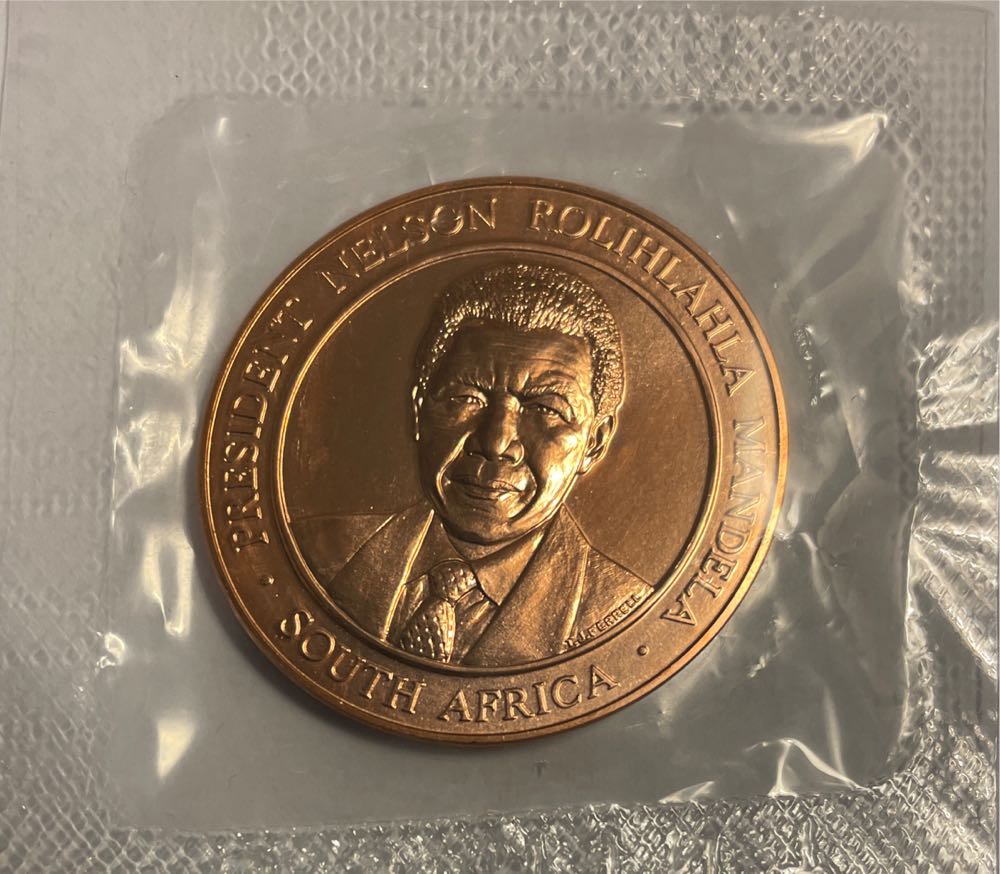 · PRESIDENT NELSON ROLIHLAHLA MANDELA ·
SOUTH AFRICA